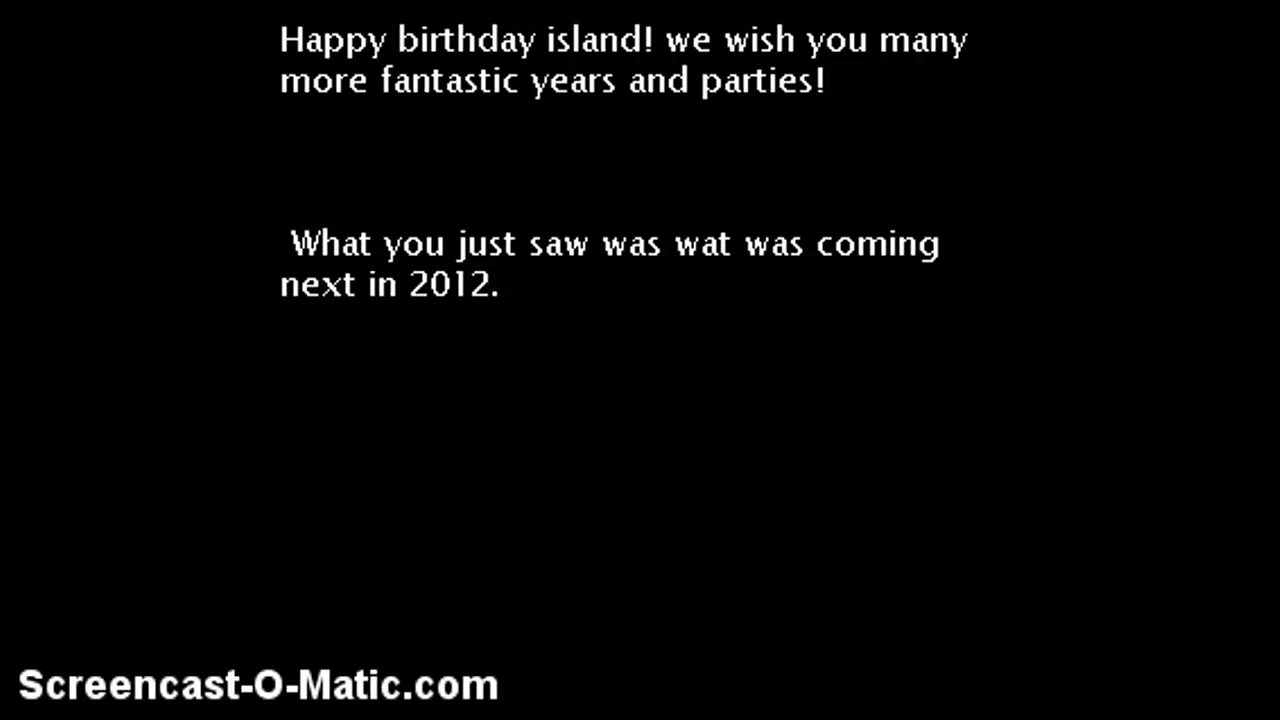 Happy birthday island! we wish you many
more fantastic years and parties!
What you just saw was wat was coming
next in 2012.
Screencast-O-Matic.com